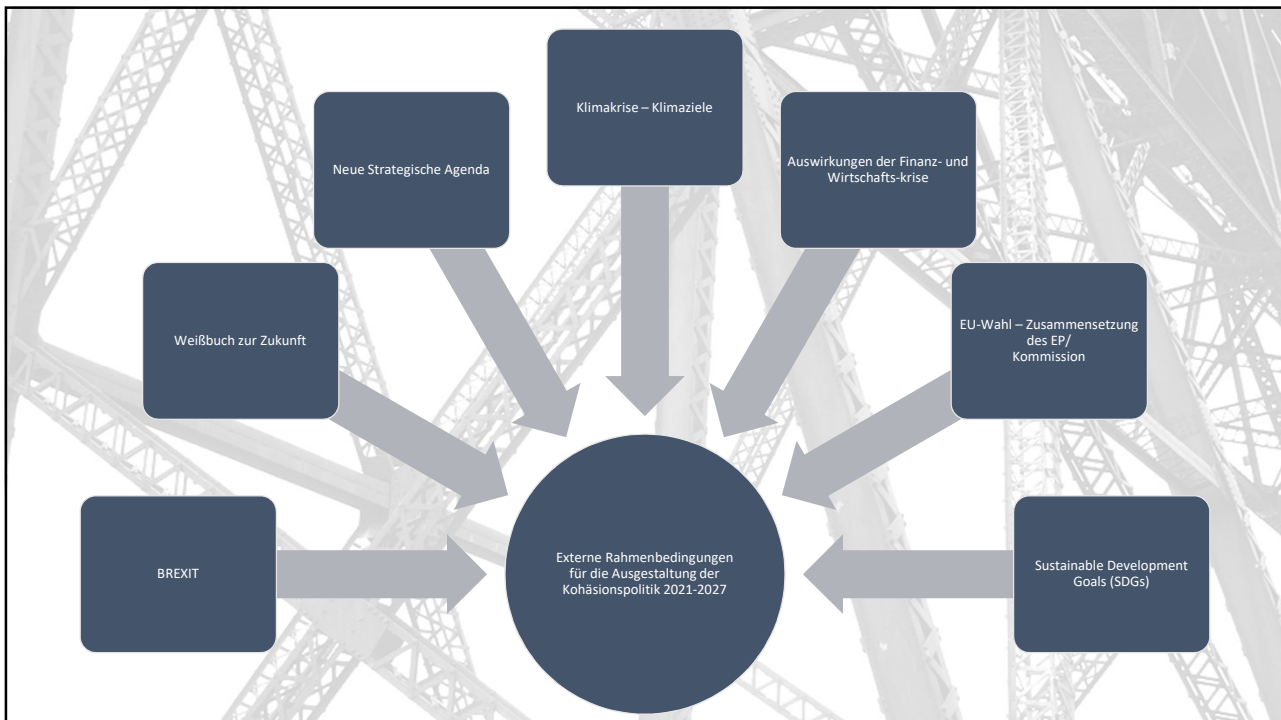 Klimakrise – Klimaziele
Neue Strategische Agenda
Auswirkungen der Finanz- und
Wirtschafts-krise
Weißbuch zur Zukunft
EU-Wahl – Zusammensetzung
des EP/
Kommission
BREXIT
Externe Rahmenbedingungen
für die Ausgestaltung der
Kohäsionspolitik 2021-2027
Sustainable Development
Goals (SDGs)